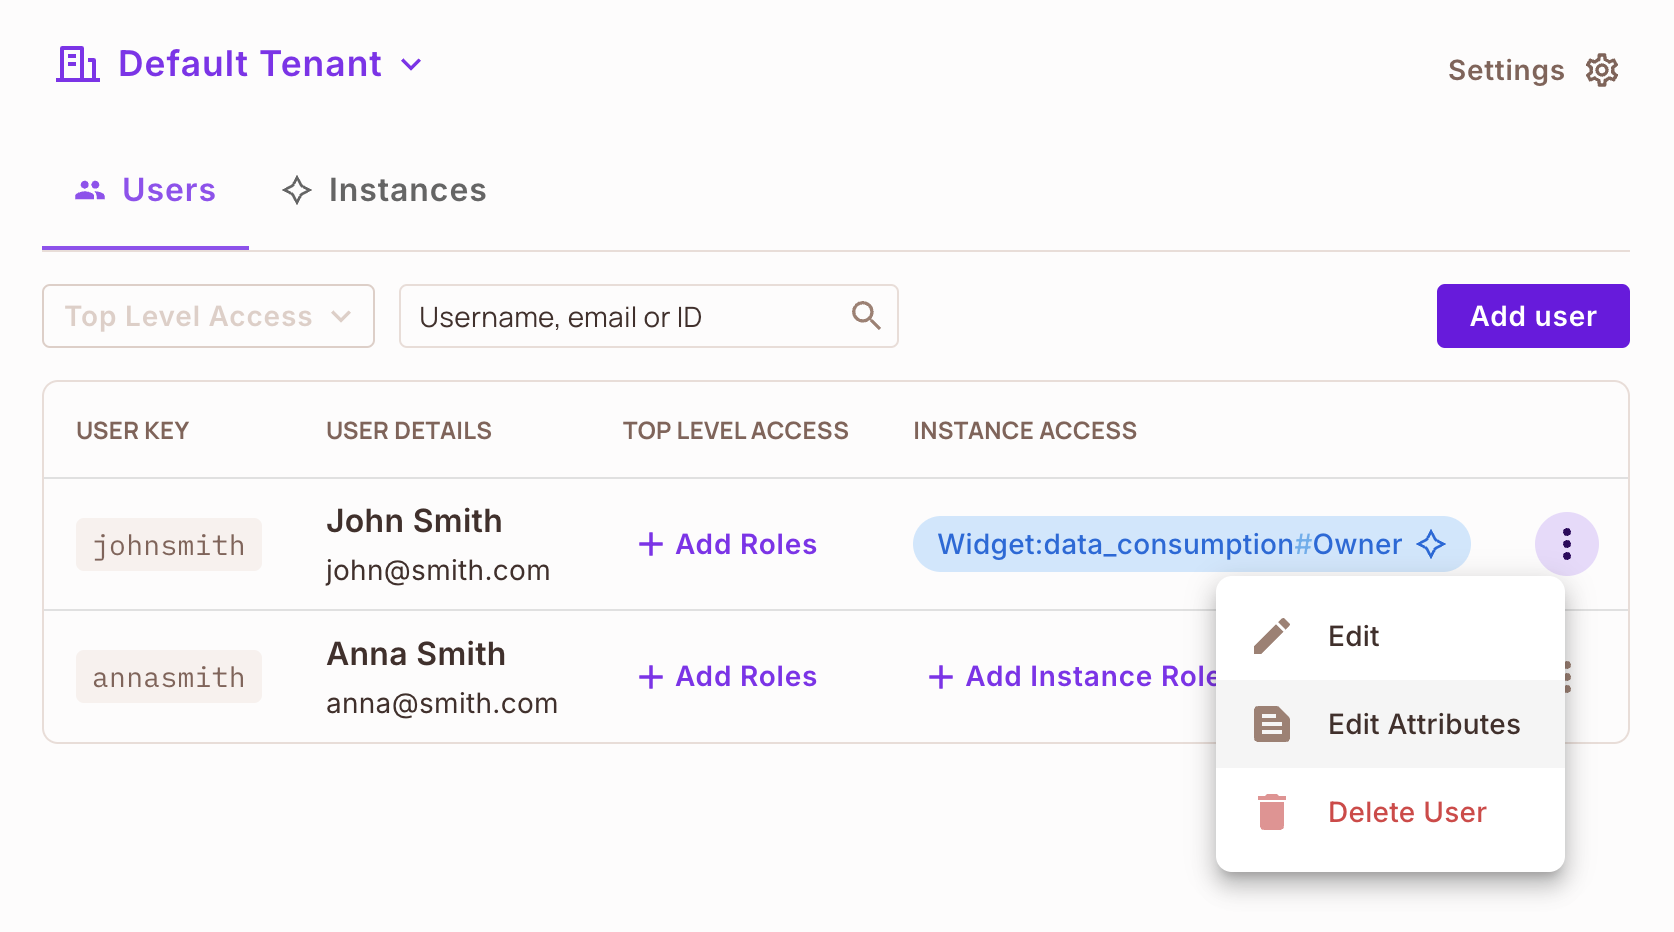 Default Tenant
Settings
Users
Instances
Top Level Access
Username, email or ID
Add user
USER KEY
USER DETAILS
TOP LEVEL ACCESS
INSTANCE ACCESS
johnsmith
John Smith
john@smith.com
Add Roles
Widget:data_consumption#Owner
annasmith
Anna Smith
anna@smith.com
Add Roles
Add Instance Role
Edit
Edit Attributes
Delete User